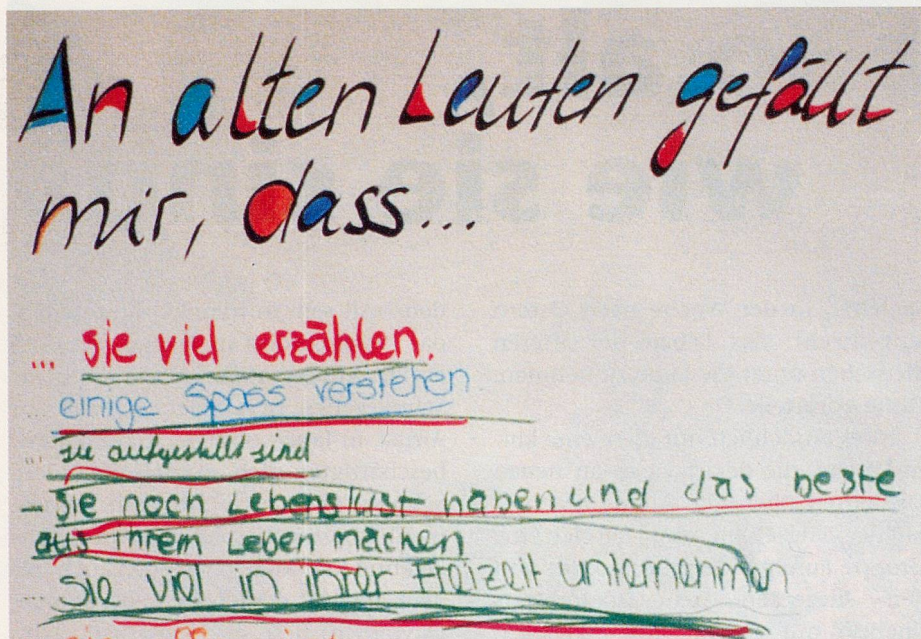 An alten Leuten gefällt
mir, dass...
... sie viel erzählen.
einige Spass verstehen
... sie aufgestellt sind
- sie noch Lebenslust haben und das beste
aus ihrem Leben machen
... sie viel in ihrer Freizeit unternehmen